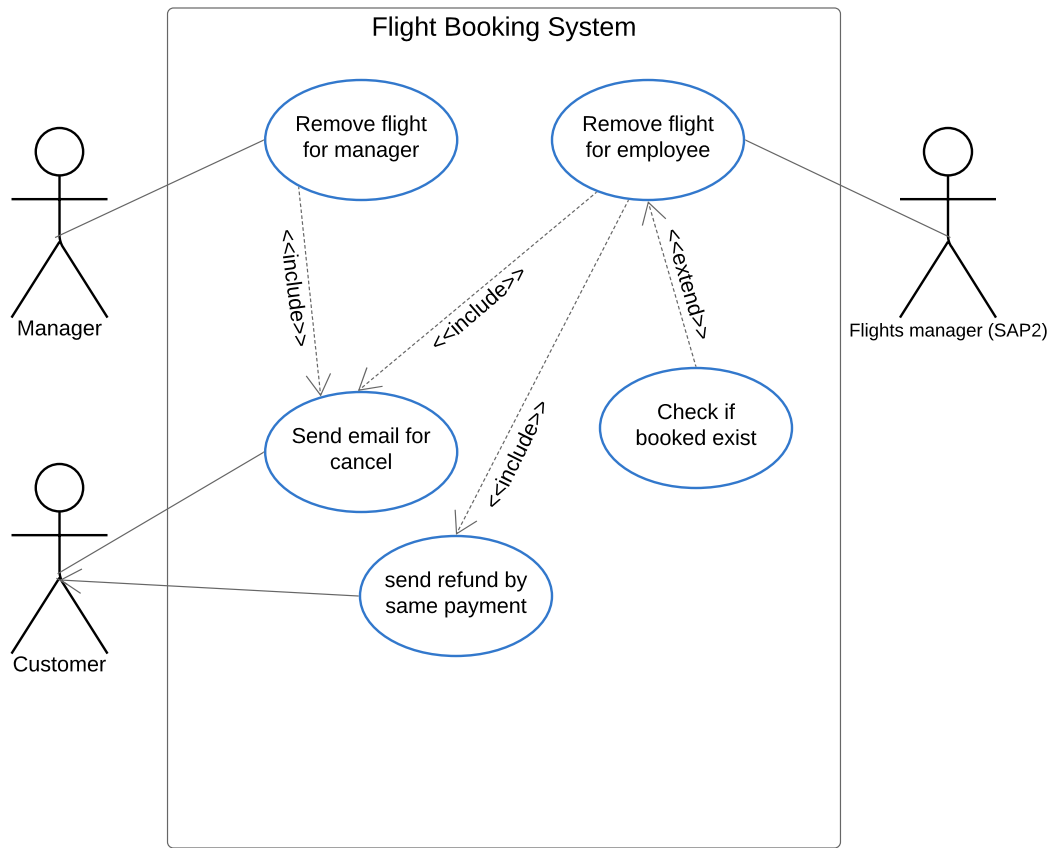 Flight Booking System
Remove flight
for manager
Remove flight
for employee
<<include>>
<<include>>
<<extend>>
Manager
Flights manager (SAP2)
Send email for
cancel
Check if
booked exist
<<include>>
send refund by
same payment
Customer